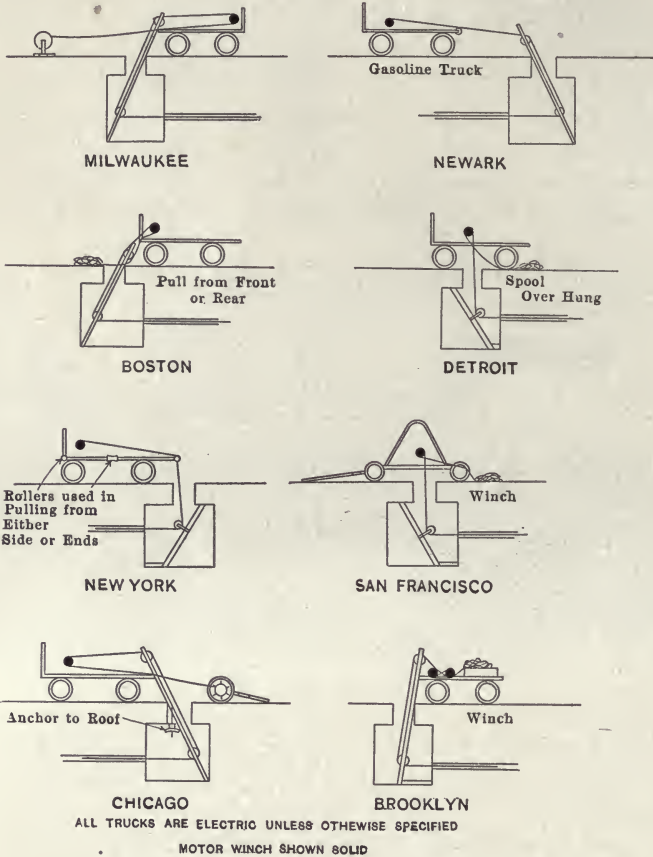 Gasoline Truck
MILWAUKEE
NEWARK
Pull from Front
or Rear
Spool
Over Hung
BOSTON
DETROIT
Rollers used in
Pulling from
Either
Side or Ends
Winch
NEW YORK
SAN FRANCISCO
Anchor to Roof
Winch
CHICAGO
BROOKLYN
ALL TRUCKS ARE ELECTRIC UNLESS OTHEWISE SPECIFIED
MOTOR WINCH SHOWN SOLID